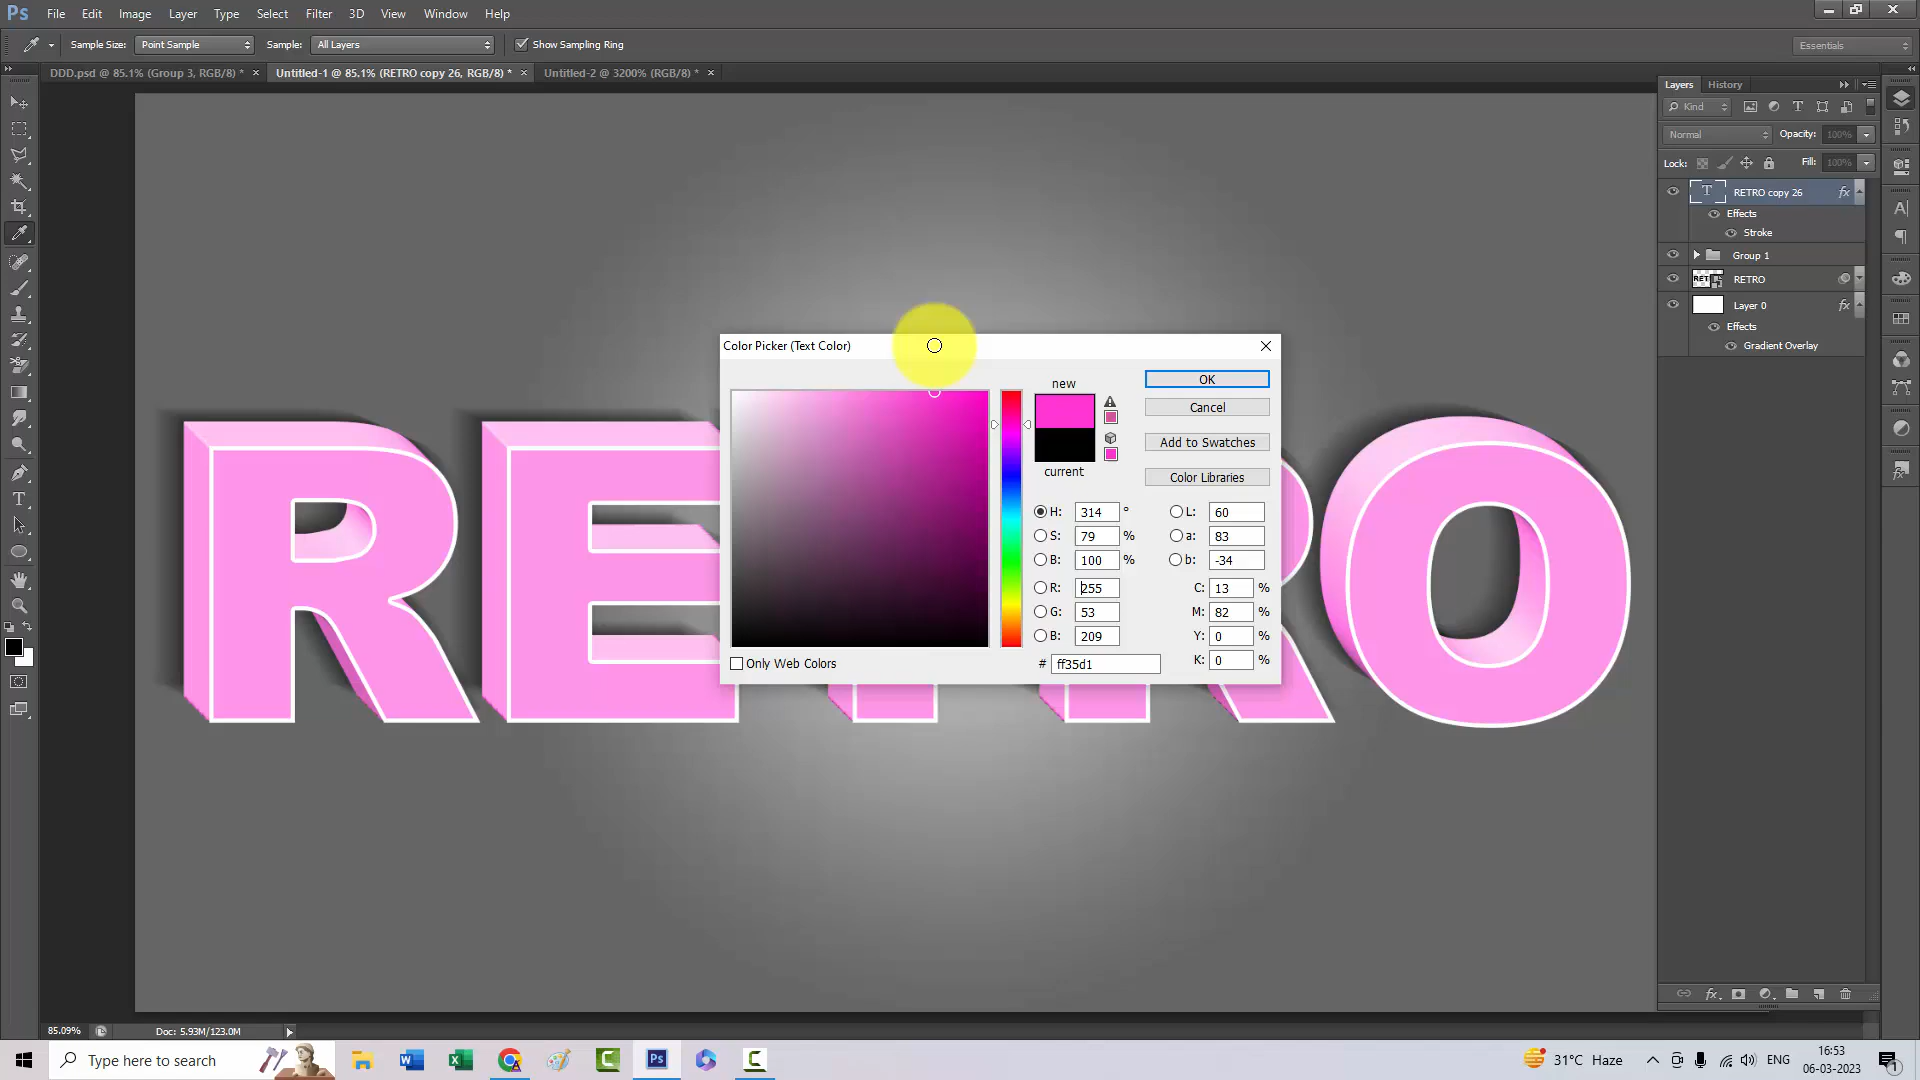 Ps File Edit Image Layer Type Select Filter 3D View Window Help
Sample Size: Point Sample Sample: All Layers Show Sampling Ring Essentials
DDD.psd @ 85.1% (Group 3, RGB/8) * × Untitled-1 @ 85.1% (RETRO copy 26, RGB/8) * × Untitled-2 @ 3200% (RGB/8) * ×
Layers History
Kind
Normal Opacity: 100%
Lock: Fill: 100%
T RETRO copy 26 fx
Effects
Stroke
Group 1
RETRO
Layer 0 fx
Effects
Gradient Overlay
RETRO
Color Picker (Text Color)
new
current
OK
Cancel
Add to Swatches
Color Libraries
H: 314 ° L: 60
S: 79 % a: 83
B: 100 % b: -34
R: 255 C: 13 %
G: 53 M: 82 %
B: 209 Y: 0 %
# ff35d1 K: 0 %
Only Web Colors
85.09% Doc: 5.93M/123.0M
Type here to search
31°C Haze ENG
16:53
06-03-2023